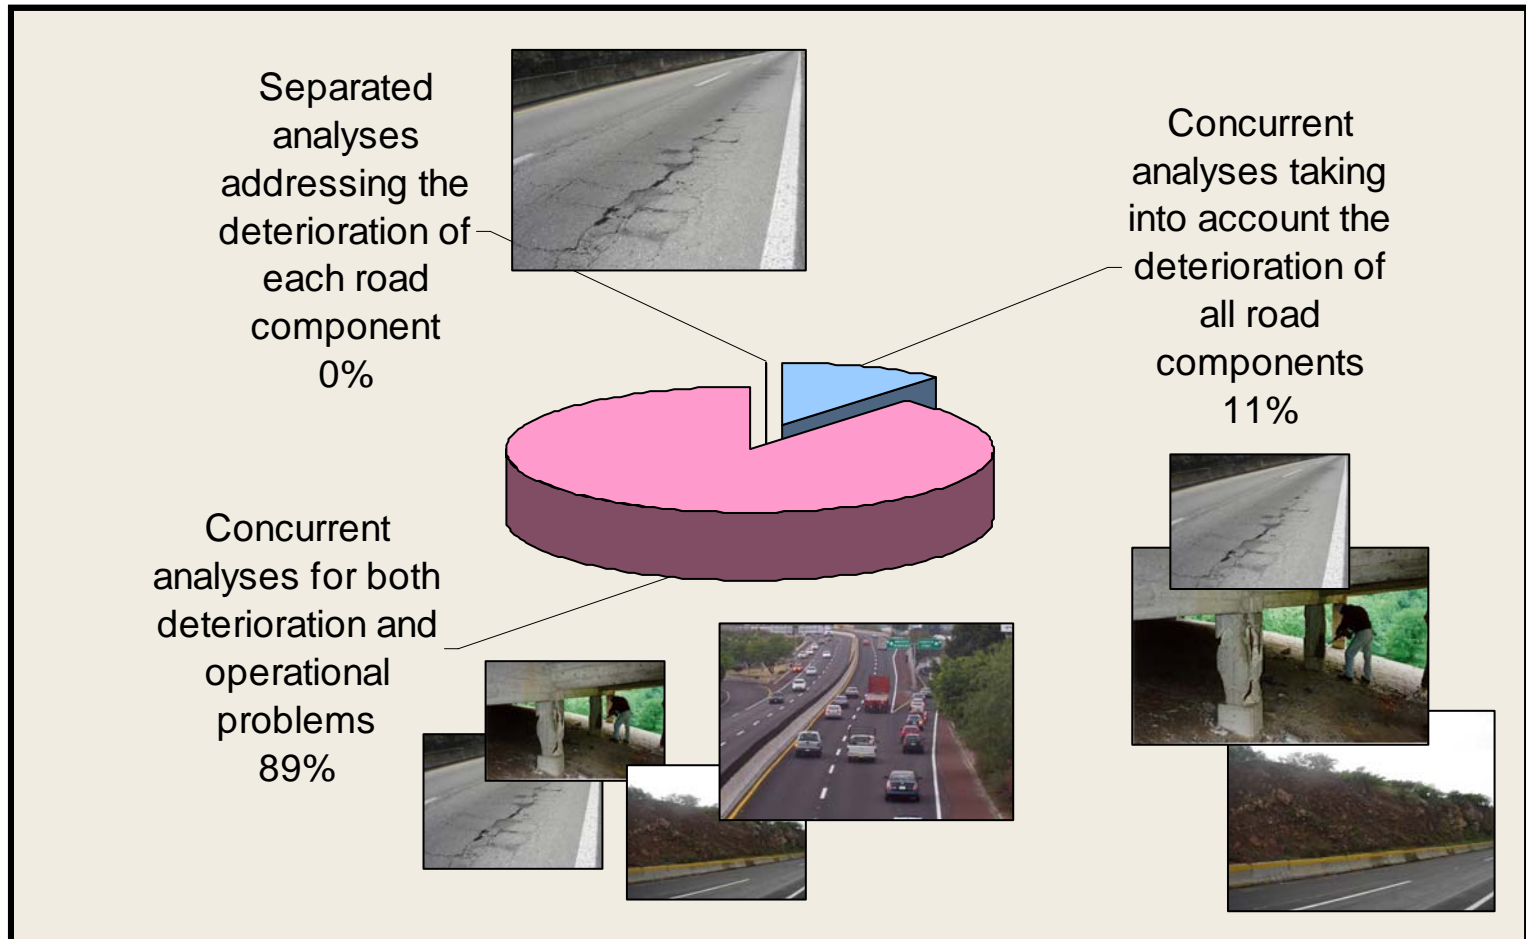 Separated
analyses
addressing the
deterioration of
each road
component
0%
Concurrent
analyses taking
into account the
deterioration of
all road
components
11%
Concurrent
analyses for both
deterioration and
operational
problems
89%